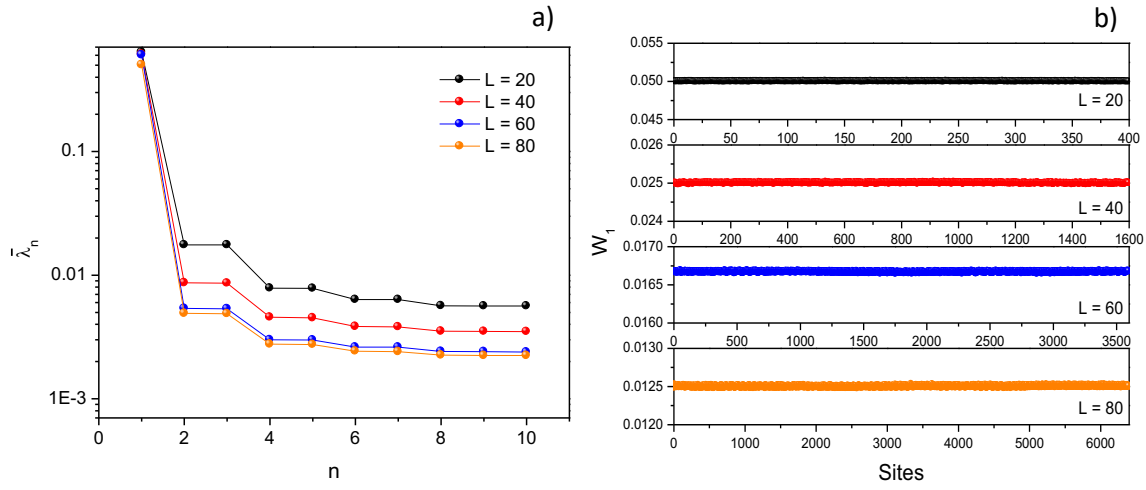 a)
0.1
0.01
1E-3
λ̄n
0 2 4 6 8 10
n
L = 20
L = 40
L = 60
L = 80
b)
W1
0.055
0.050
0.045
L = 20
0 50 100 150 200 250 300 350 400
0.026
0.025
0.024
L = 40
0 200 400 600 800 1000 1200 1400 1600
0.0170
0.0165
0.0160
L = 60
0 500 1000 1500 2000 2500 3000 3500
0.0130
0.0125
0.0120
L = 80
0 1000 2000 3000 4000 5000 6000
Sites